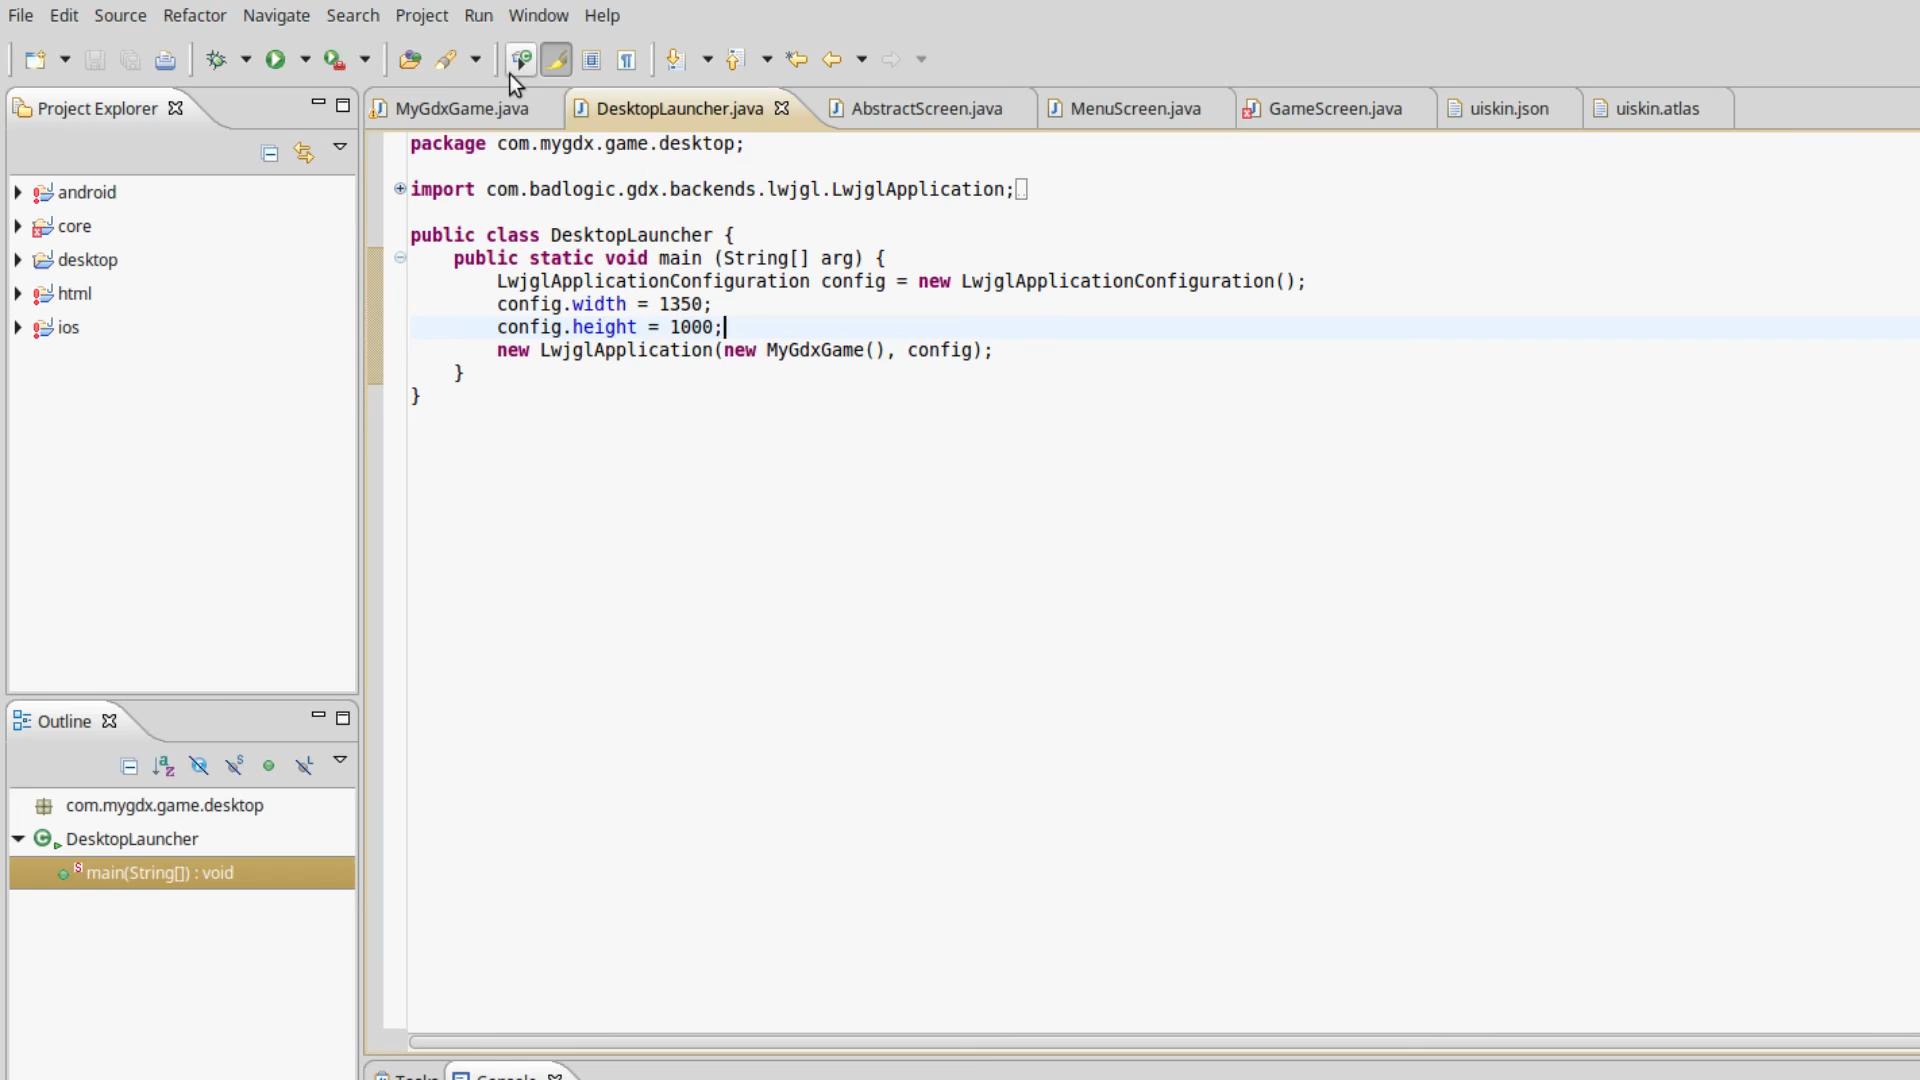 File Edit Source Refactor Navigate Search Project Run Window Help
Project Explorer
MyGdxGame.java DesktopLauncher.java AbstractScreen.java MenuScreen.java GameScreen.java uiskin.json uiskin.atlas
android
core
desktop
html
ios
package com.mygdx.game.desktop;
import com.badlogic.gdx.backends.lwjgl.LwjglApplication;
public class DesktopLauncher {
public static void main (String[] arg) {
LwjglApplicationConfiguration config = new LwjglApplicationConfiguration();
config.width = 1350;
config.height = 1000;
new LwjglApplication(new MyGdxGame(), config);
}
}
Outline
com.mygdx.game.desktop
DesktopLauncher
main(String[]) : void
Tasks Console